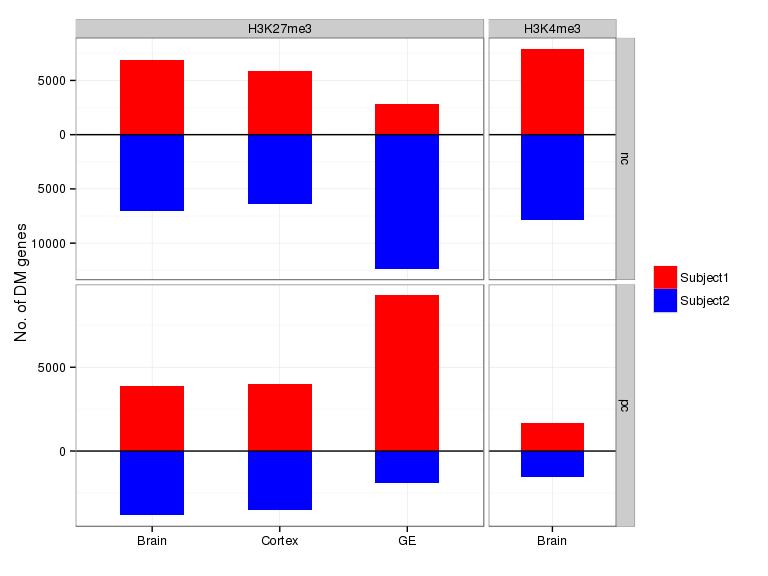 H3K27me3
H3K4me3
5000
0
5000
10000
nc
No. of DM genes
5000
0
pc
Subject1
Subject2
Brain
Cortex
GE
Brain